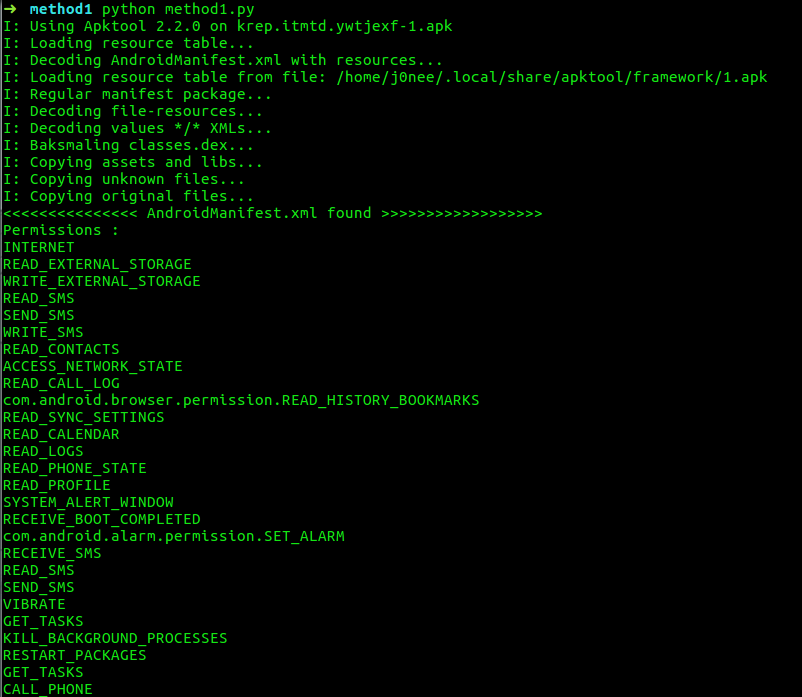 → method1 python method1.py
I: Using Apktool 2.2.0 on krep.itmtd.ywtjexf-1.apk
I: Loading resource table...
I: Decoding AndroidManifest.xml with resources...
I: Loading resource table from file: /home/j0nee/.local/share/apktool/framework/1.apk
I: Regular manifest package...
I: Decoding file-resources...
I: Decoding values */* XMLs...
I: Baksmaling classes.dex...
I: Copying assets and libs...
I: Copying unknown files...
I: Copying original files...
<<<<<<<<<<<<<<< AndroidManifest.xml found >>>>>>>>>>>>>>>>>>
Permissions :
INTERNET
READ_EXTERNAL_STORAGE
WRITE_EXTERNAL_STORAGE
READ_SMS
SEND_SMS
WRITE_SMS
READ_CONTACTS
ACCESS_NETWORK_STATE
READ_CALL_LOG
com.android.browser.permission.READ_HISTORY_BOOKMARKS
READ_SYNC_SETTINGS
READ_CALENDAR
READ_LOGS
READ_PHONE_STATE
READ_PROFILE
SYSTEM_ALERT_WINDOW
RECEIVE_BOOT_COMPLETED
com.android.alarm.permission.SET_ALARM
RECEIVE_SMS
READ_SMS
SEND_SMS
VIBRATE
GET_TASKS
KILL_BACKGROUND_PROCESSES
RESTART_PACKAGES
GET_TASKS
CALL_PHONE